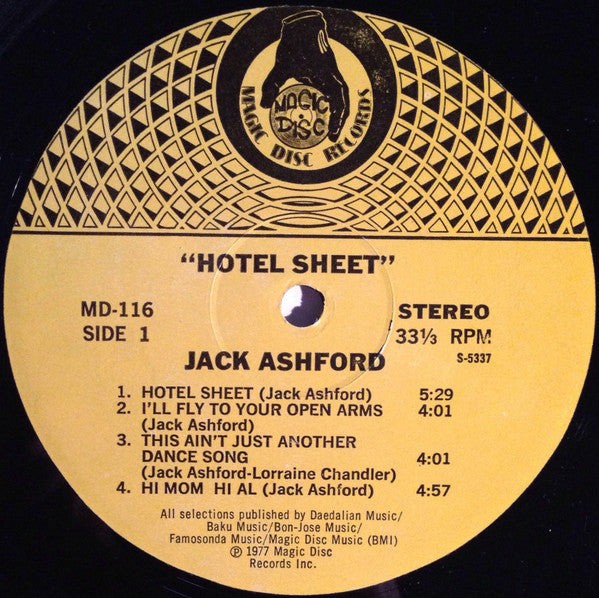 MAGIC
DISC
MAGIC DISC RECORDS
"HOTEL SHEET"
MD-116
SIDE 1
STEREO
33⅓ RPM
S-5337
JACK ASHFORD
1. HOTEL SHEET (Jack Ashford) 5:29
2. I'LL FLY TO YOUR OPEN ARMS 4:01
(Jack Ashford)
3. THIS AIN'T JUST ANOTHER
DANCE SONG 4:01
(Jack Ashford-Lorraine Chandler)
4. HI MOM HI AL (Jack Ashford) 4:57
All selections published by Daedalian Music/
Baku Music/Bon-Jose Music/
Famosonda Music/Magic Disc Music (BMI)
Ⓟ 1977 Magic Disc
Records Inc.